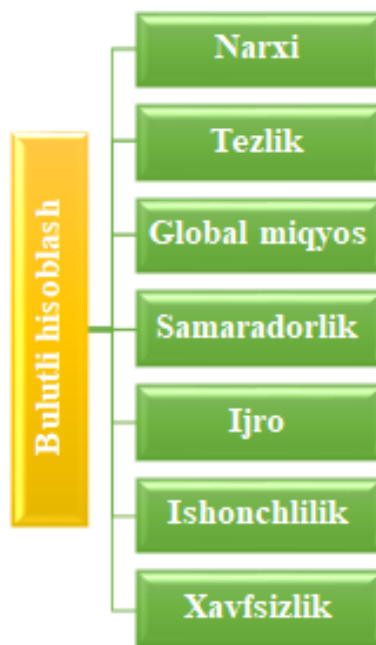 Bulutli hisoblash
Narxi
Tezlik
Global miqyos
Samaradorlik
Ijro
Ishonchlilik
Xavfsizlik